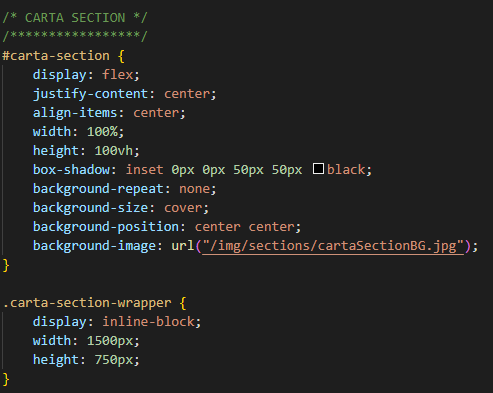 /* CARTA SECTION */
/*****************/
#carta-section {
    display: flex;
    justify-content: center;
    align-items: center;
    width: 100%;
    height: 100vh;
    box-shadow: inset 0px 0px 50px 50px black;
    background-repeat: none;
    background-size: cover;
    background-position: center center;
    background-image: url("/img/sections/cartaSectionBG.jpg");
}

.carta-section-wrapper {
    display: inline-block;
    width: 1500px;
    height: 750px;
}